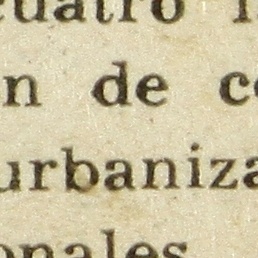 cuatro
n de c
urbaniza
onales